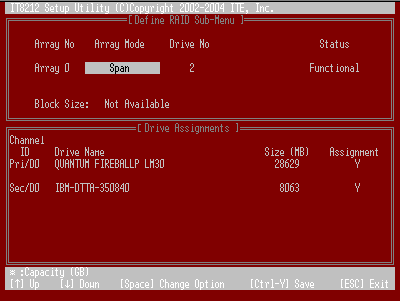 IT8212 Setup Utility (C)Copyright 2002-2004 ITE, Inc.
[ Define RAID Sub-Menu ]
Array No Array Mode Drive No Status
Array 0 Span 2 Functional
Block Size: Not Available
[ Drive Assignments ]
Channel
ID Drive Name Size (MB) Assignment
Pri/D0 QUANTUM FIREBALLP LM30 28629 Y
Sec/D0 IBM-DTTA-350840 8063 Y
* :Capacity (GB)
[↑] Up [↓] Down [Space] Change Option [Ctrl-Y] Save [ESC] Exit